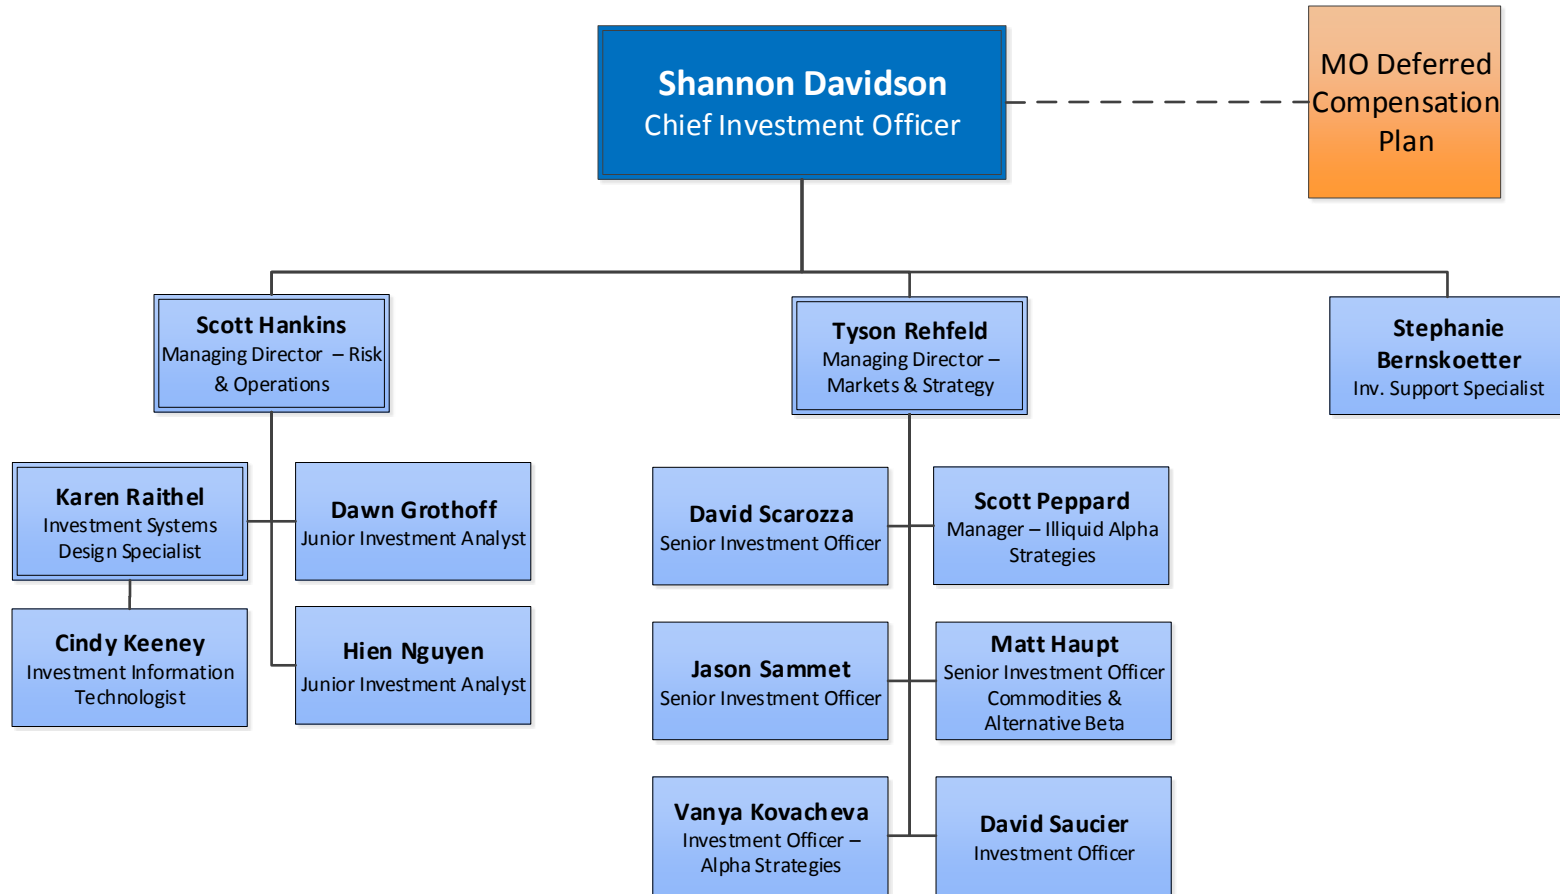 Shannon Davidson
Chief Investment Officer
MO Deferred
Compensation
Plan
Scott Hankins
Managing Director – Risk
& Operations
Tyson Rehfeld
Managing Director –
Markets & Strategy
Stephanie
Bernskoetter
Inv. Support Specialist
Karen Raithel
Investment Systems
Design Specialist
Dawn Grothoff
Junior Investment Analyst
Cindy Keeney
Investment Information
Technologist
Hien Nguyen
Junior Investment Analyst
David Scarozza
Senior Investment Officer
Scott Peppard
Manager – Illiquid Alpha
Strategies
Jason Sammet
Senior Investment Officer
Matt Haupt
Senior Investment Officer
Commodities &
Alternative Beta
Vanya Kovacheva
Investment Officer –
Alpha Strategies
David Saucier
Investment Officer